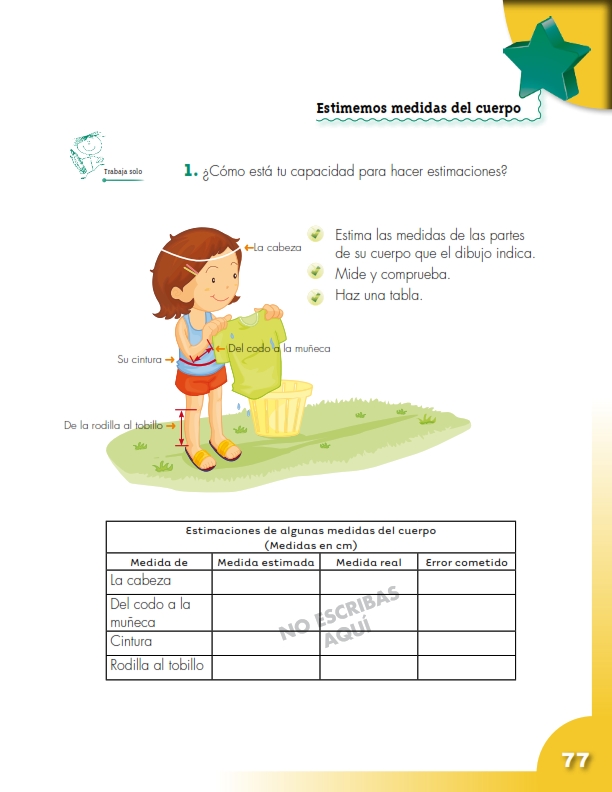 Estimemos medidas del cuerpo
Trabaja solo
1. ¿Cómo está tu capacidad para hacer estimaciones?
La cabeza
Estima las medidas de las partes
de su cuerpo que el dibujo indica.
Mide y comprueba.
Haz una tabla.
Del codo a la muñeca
Su cintura
De la rodilla al tobillo
Estimaciones de algunas medidas del cuerpo
(Medidas en cm)
Medida de Medida estimada Medida real Error cometido
La cabeza
Del codo a la
muñeca
Cintura
Rodilla al tobillo
NO ESCRIBAS
AQUÍ
77